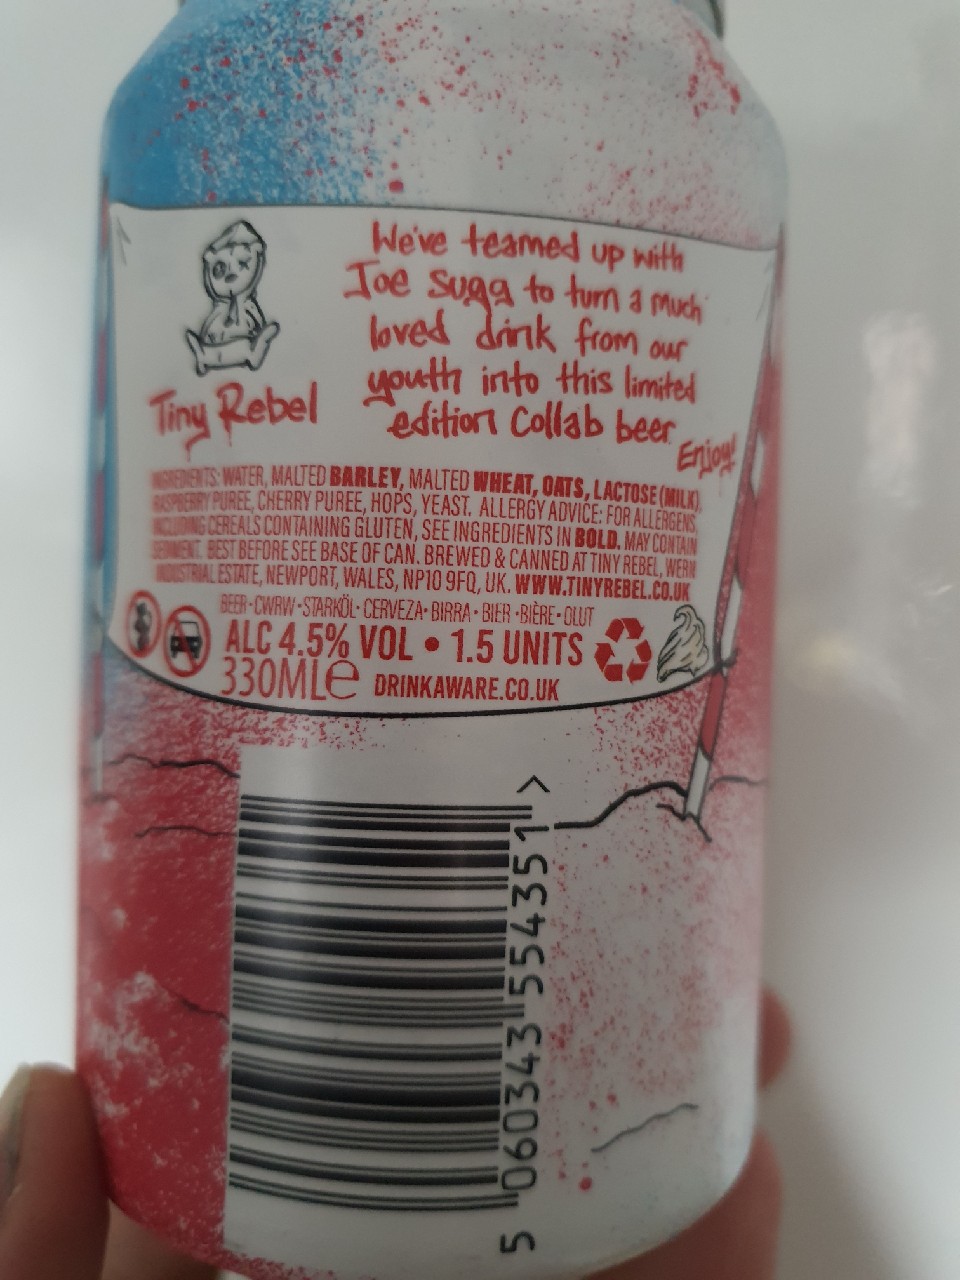 We've teamed up with
Joe Sugg to turn a much
loved drink from our
youth into this limited
edition Collab beer
Enjoy!
Tiny Rebel
INGREDIENTS: WATER, MALTED BARLEY, MALTED WHEAT, OATS, LACTOSE (MILK),
RASPBERRY PUREE, CHERRY PUREE, HOPS, YEAST. ALLERGY ADVICE: FOR ALLERGENS,
INCLUDING CEREALS CONTAINING GLUTEN, SEE INGREDIENTS IN BOLD. MAY CONTAIN
SEDIMENT. BEST BEFORE SEE BASE OF CAN. BREWED & CANNED AT TINY REBEL, WERN
INDUSTRIAL ESTATE, NEWPORT, WALES, NP10 9FQ, UK. WWW.TINYREBEL.CO.UK
BEER • CWRW • STARKÖL • CERVEZA • BIRRA • BIER • BIÈRE • OLUT
ALC 4.5% VOL • 1.5 UNITS
330ML e DRINKAWARE.CO.UK
5 060343 554351 >